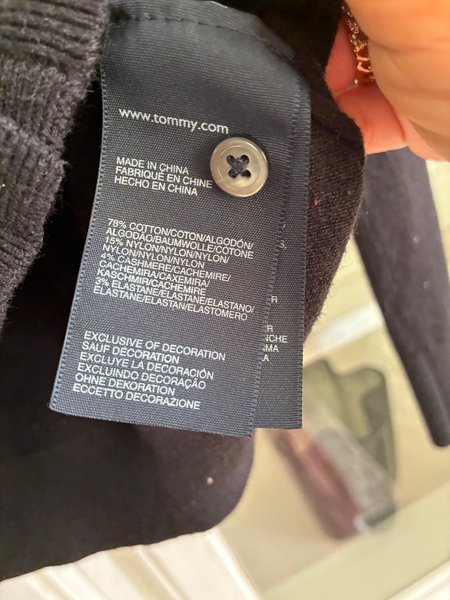 www.tommy.com
MADE IN CHINA
FABRIQUÉ EN CHINE
HECHO EN CHINA
78% COTTON/COTON/ALGODÓN/
ALGODÃO/BAUMWOLLE/COTONE
15% NYLON/NYLON/NYLON/
NYLON/NYLON/NYLON
4% CASHMERE/CACHEMIRE/
CACHEMIRA/CAXEMIRA/
KASCHMIR/CACHEMIRE
3% ELASTANE/ELASTANE/ELASTANO/
ELASTANE/ELASTAN/ELASTOMERO
EXCLUSIVE OF DECORATION
SAUF DÉCORATION
EXCLUYE LA DECORACIÓN
EXCLUINDO DECORAÇÃO
OHNE DEKORATION
ECCETTO DECORAZIONE